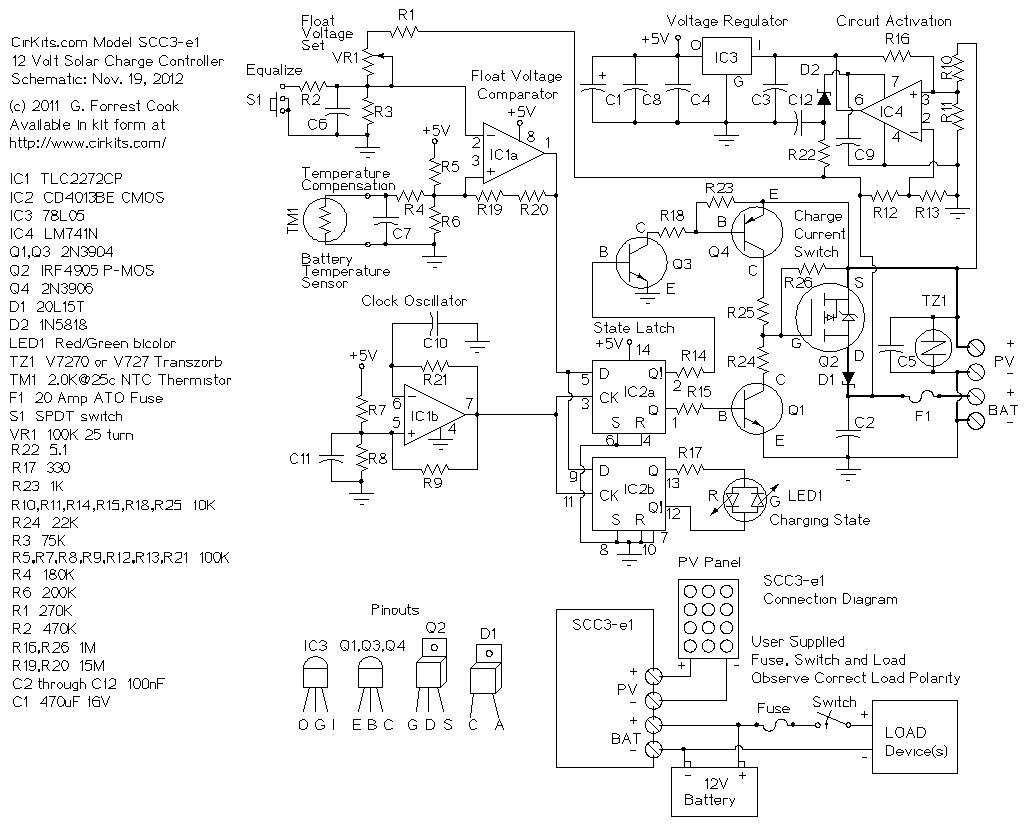 CirKits.com Model SCC3-e1
12 Volt Solar Charge Controller
Schematic: Nov. 19, 2012
(c) 2011 G. Forrest Cook
Available in kit form at
http://www.cirkits.com/
IC1 TLC2272CP
IC2 CD4013BE CMOS
IC3 78L05
IC4 LM741N
Q1,Q3 2N3904
Q2 IRF4905 P-MOS
Q4 2N3906
D1 20L15T
D2 1N5818
LED1 Red/Green bicolor
TZ1 V7270 or V727 Transzorb
TM1 2.0K@25c NTC Thermistor
F1 20 Amp ATO Fuse
S1 SPDT switch
VR1 100K 25 turn
R22 5.1
R17 330
R23 1K
R10,R11,R14,R15,R18,R25 10K
R24 22K
R3 75K
R5,R7,R8,R9,R12,R13,R21 100K
R4 180K
R6 200K
R1 270K
R2 470K
R16,R26 1M
R19,R20 15M
C2 through C12 100nF
C1 470uF 16V
Float
Voltage
Set
VR1
R1
Equalize
S1
R2
C6
R3
Float Voltage
Comparator
+5V
+5V
8
2
3
IC1a
1
-
+
R5
Temperature
Compensation
TM1
C7
R4
R6
R19
R20
Battery
Temperature
Sensor
Voltage Regulator
+5V
O
IC3
I
G
+
C1
C8
C4
C3
C12
D2
R22
Circuit Activation
R16
R10
R11
6
7
3
2
4
IC4
+
-
C9
R12
R13
R23
R18
E
B
Q4
C
C
B
Q3
E
Charge
Current
Switch
R26
S
G
Q2
D
D1
R25
R24
TZ1
C5
+
PV
-
+
BAT
-
F1
C2
Clock Oscillator
C10
+5V
R21
6
5
-
+
IC1b
7
4
R7
R8
R9
C11
State Latch
+5V
14
5
D
Q!
2
R14
3
CK
IC2a
Q
1
R15
S
R
6
4
B
C
Q1
E
9
D
Q
13
R17
11
CK
IC2b
Q!
12
S
R
8
10
7
R
G
LED1
Charging State
Pinouts
IC3
Q1,Q3,Q4
Q2
D1
O G I
E B C
G D S
C A
PV Panel
SCC3-e1
Connection Diagram
SCC3-e1
+
-
+
PV
-
+
BAT
-
User Supplied
Fuse, Switch and Load
Observe Correct Load Polarity
Fuse
Switch
+
-
LOAD
Device(s)
-
+
12V
Battery